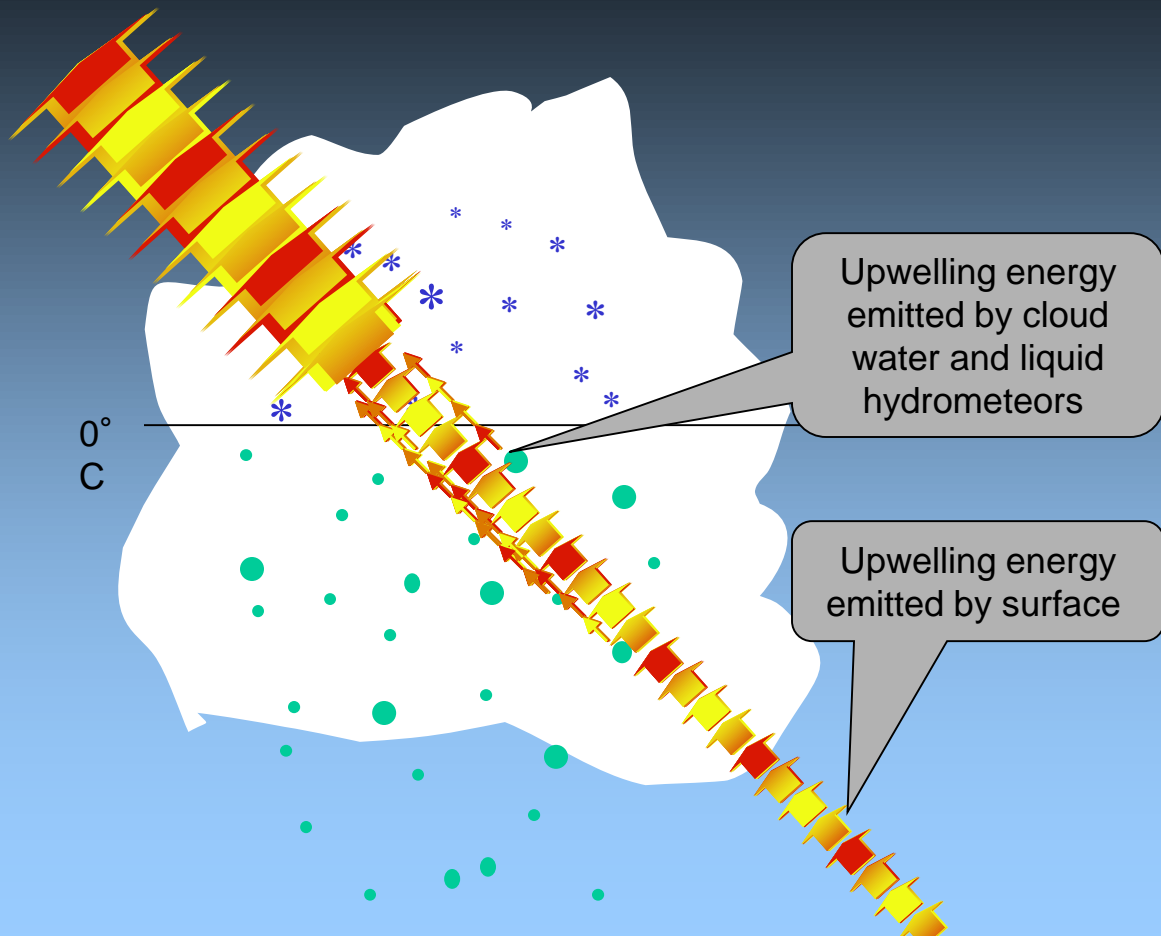 Upwelling energy
emitted by cloud
water and liquid
hydrometeors
0°
C
Upwelling energy
emitted by surface